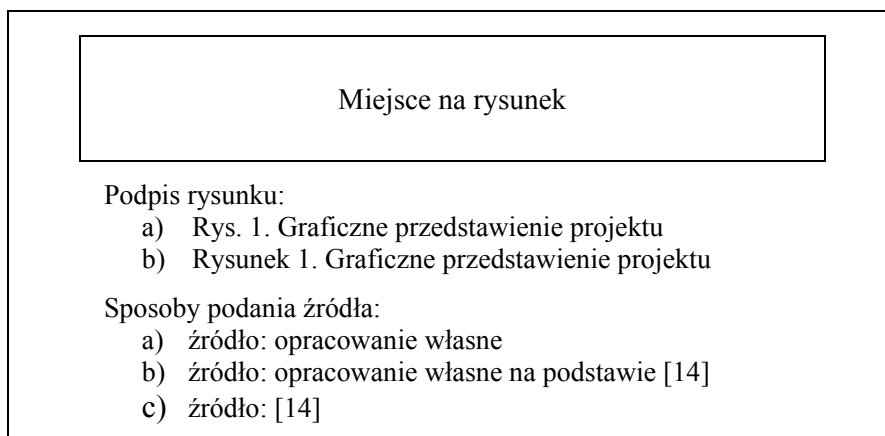 Miejsce na rysunek
Podpis rysunku:
a) Rys. 1. Graficzne przedstawienie projektu
b) Rysunek 1. Graficzne przedstawienie projektu
Sposoby podania źródła:
a) źródło: opracowanie własne
b) źródło: opracowanie własne na podstawie [14]
c) źródło: [14]